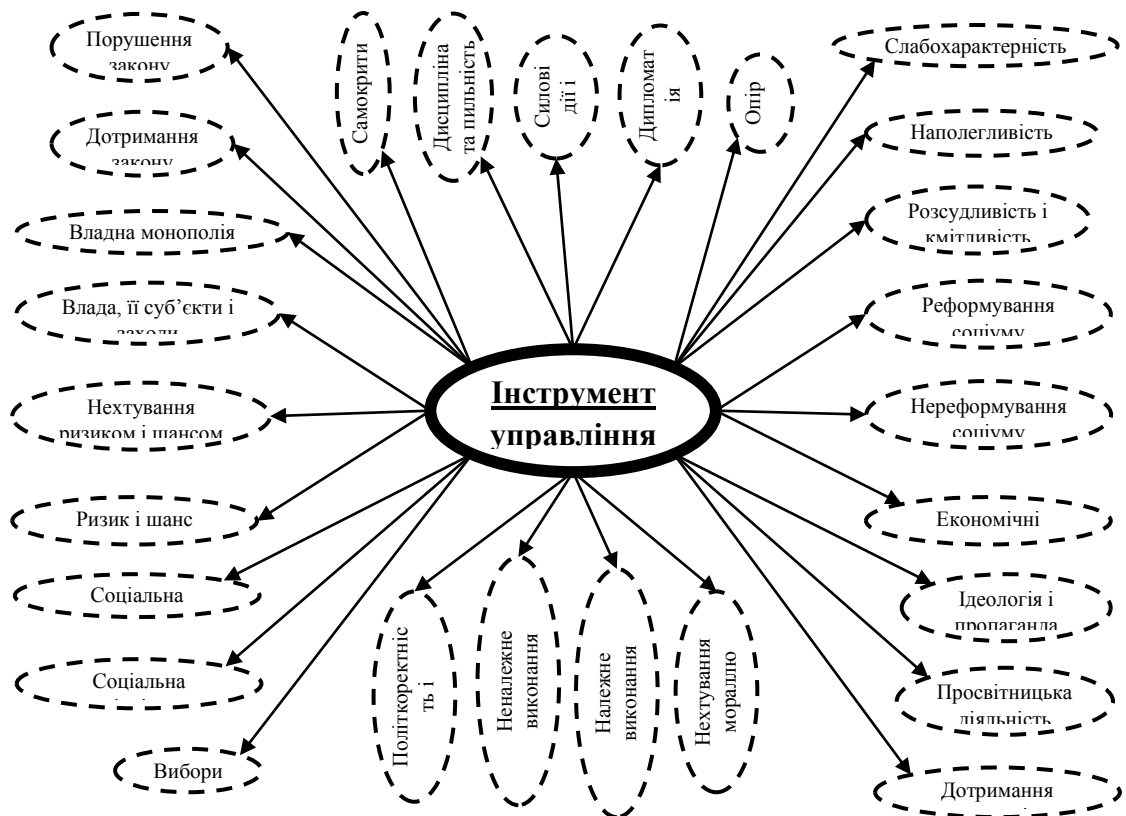 Порушення
закону
Дотримання
закону
Владна монополія
Влада, її суб’єкти і
заходи
Нехтування
ризиком і шансом
Ризик і шанс
Соціальна
Соціальна
Вибори
Самокрити
Дисципліна
та пильність
Силові
дії і
Дипломат
ія
Опір
Слабохарактерність
Наполегливість
Розсудливість і
кмітливість
Реформування
соціуму
Нереформування
соціуму
Економічні
Ідеологія і
пропаганда
Просвітницька
діяльність
Дотримання
Інструмент
управління
Політкоректніс
ть і
Неналежне
виконання
Належне
виконання
Нехтування
мораллю